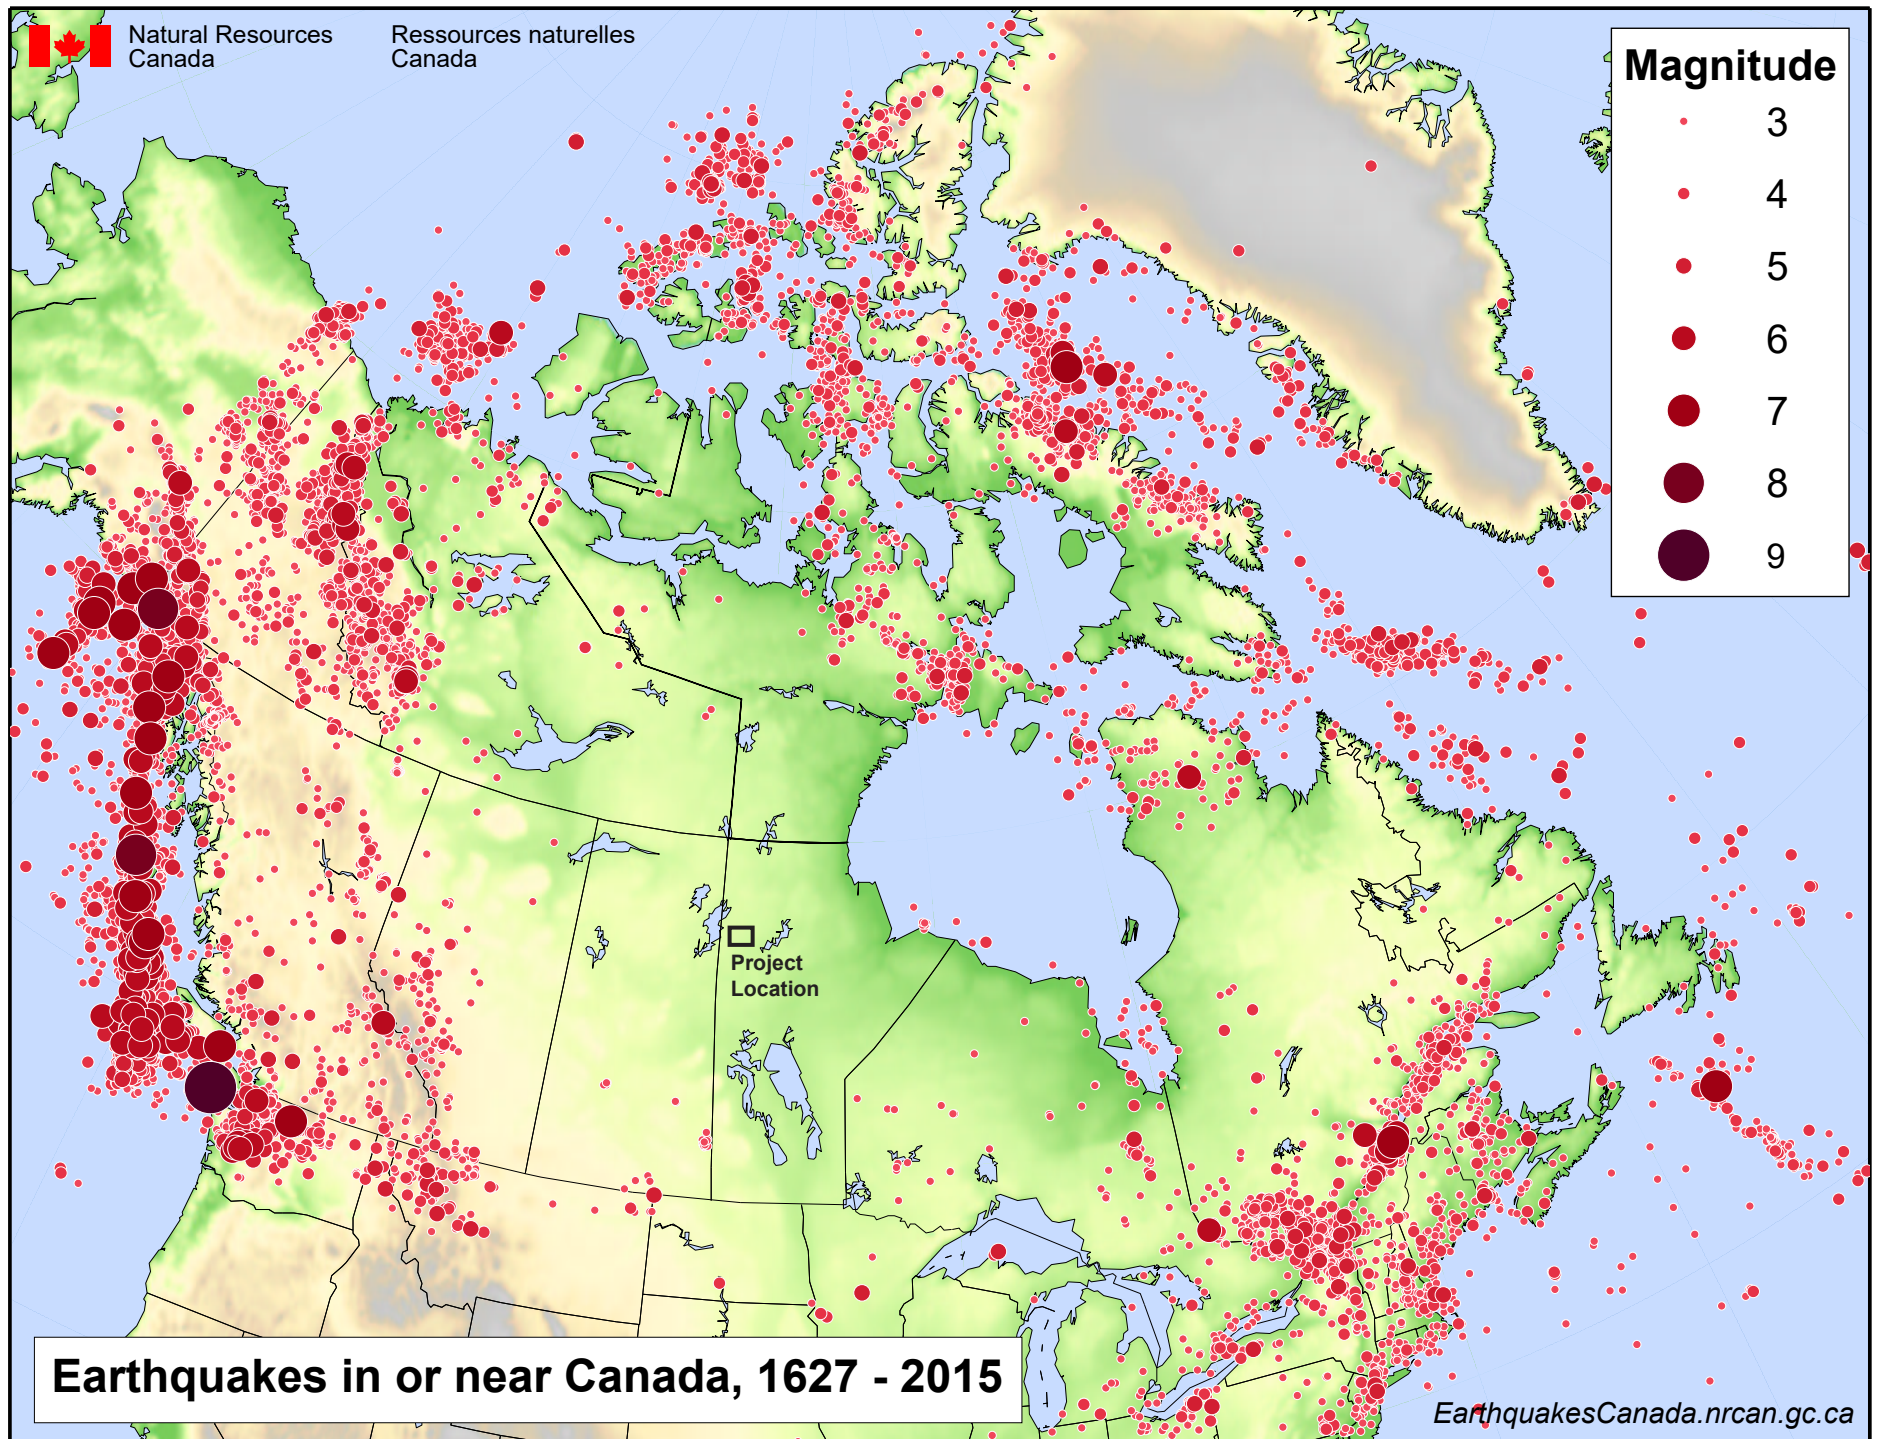 Natural Resources
Canada
Ressources naturelles
Canada
Magnitude
3
4
5
6
7
8
9
Project
Location
Earthquakes in or near Canada, 1627 - 2015
EarthquakesCanada.nrcan.gc.ca